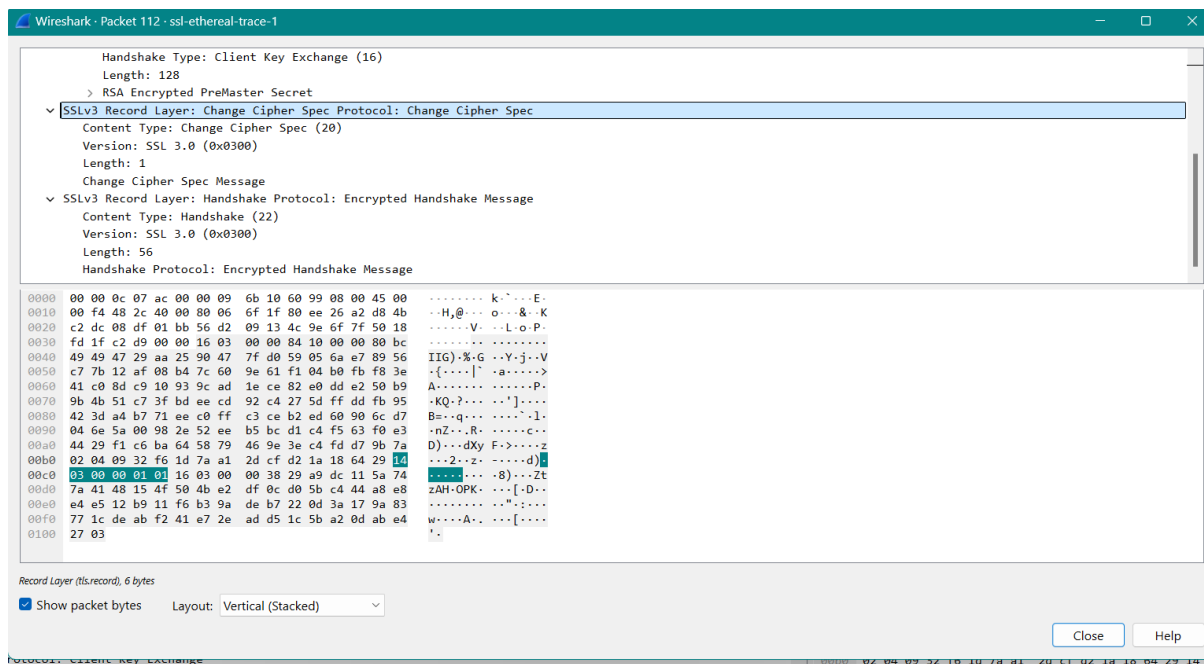 Wireshark · Packet 112 · ssl-ethereal-trace-1
Handshake Type: Client Key Exchange (16)
Length: 128
RSA Encrypted PreMaster Secret
SSLv3 Record Layer: Change Cipher Spec Protocol: Change Cipher Spec
Content Type: Change Cipher Spec (20)
Version: SSL 3.0 (0x0300)
Length: 1
Change Cipher Spec Message
SSLv3 Record Layer: Handshake Protocol: Encrypted Handshake Message
Content Type: Handshake (22)
Version: SSL 3.0 (0x0300)
Length: 56
Handshake Protocol: Encrypted Handshake Message
0000 00 00 0c 07 ac 00 00 09 6b 10 60 99 08 00 45 00 ········ k·`···E·
0010 00 f4 48 2c 40 00 80 06 6f 1f 80 ee 26 a2 d8 4b ··H,@··· o···&··K
0020 c2 dc 08 df 01 bb 56 d2 09 13 4c 9e 6f 7f 50 18 ······V· ··L·o·P·
0030 fd 1f c2 d9 00 00 16 03 00 00 84 10 00 00 80 bc ········ ········
0040 49 49 47 29 aa 25 90 47 7f d0 59 05 6a e7 89 56 IIG)·%·G ··Y·j··V
0050 c7 7b 12 af 08 b4 7c 60 9e 61 f1 04 b0 fb f8 3e ·{····|` ·a·····>
0060 41 c0 8d c9 10 93 9c ad 1e ce 82 e0 dd e2 50 b9 A······· ······P·
0070 9b 4b 51 c7 3f bd ee cd 92 c4 27 5d ff dd fb 95 ·KQ·?··· ··']····
0080 42 3d a4 b7 71 ee c0 ff c3 ce b2 ed 60 90 6c d7 B=··q··· ····`·l·
0090 04 6e 5a 00 98 2e 52 ee b5 bc d1 c4 f5 63 f0 e3 ·nZ··.R· ·····c··
00a0 44 29 f1 c6 ba 64 58 79 46 9e 3e c4 fd d7 9b 7a D)···dXy F·>····z
00b0 02 04 09 32 f6 1d 7a a1 2d cf d2 1a 18 64 29 14 ···2··z· -····d)·
00c0 03 00 00 01 01 16 03 00 00 38 29 a9 dc 11 5a 74 ········ ·8)···Zt
00d0 7a 41 48 15 4f 50 4b e2 df 0c d0 5b c4 44 a8 e8 zAH·OPK· ···[·D··
00e0 e4 e5 12 b9 11 f6 b3 9a de b7 22 0d 3a 17 9a 83 ········ ··"·:···
00f0 77 1c de ab f2 41 e7 2e ad d5 1c 5b a2 0d ab e4 w····A·. ···[····
0100 27 03 '·
Record Layer (tls.record), 6 bytes
Show packet bytes Layout: Vertical (Stacked)
Close Help